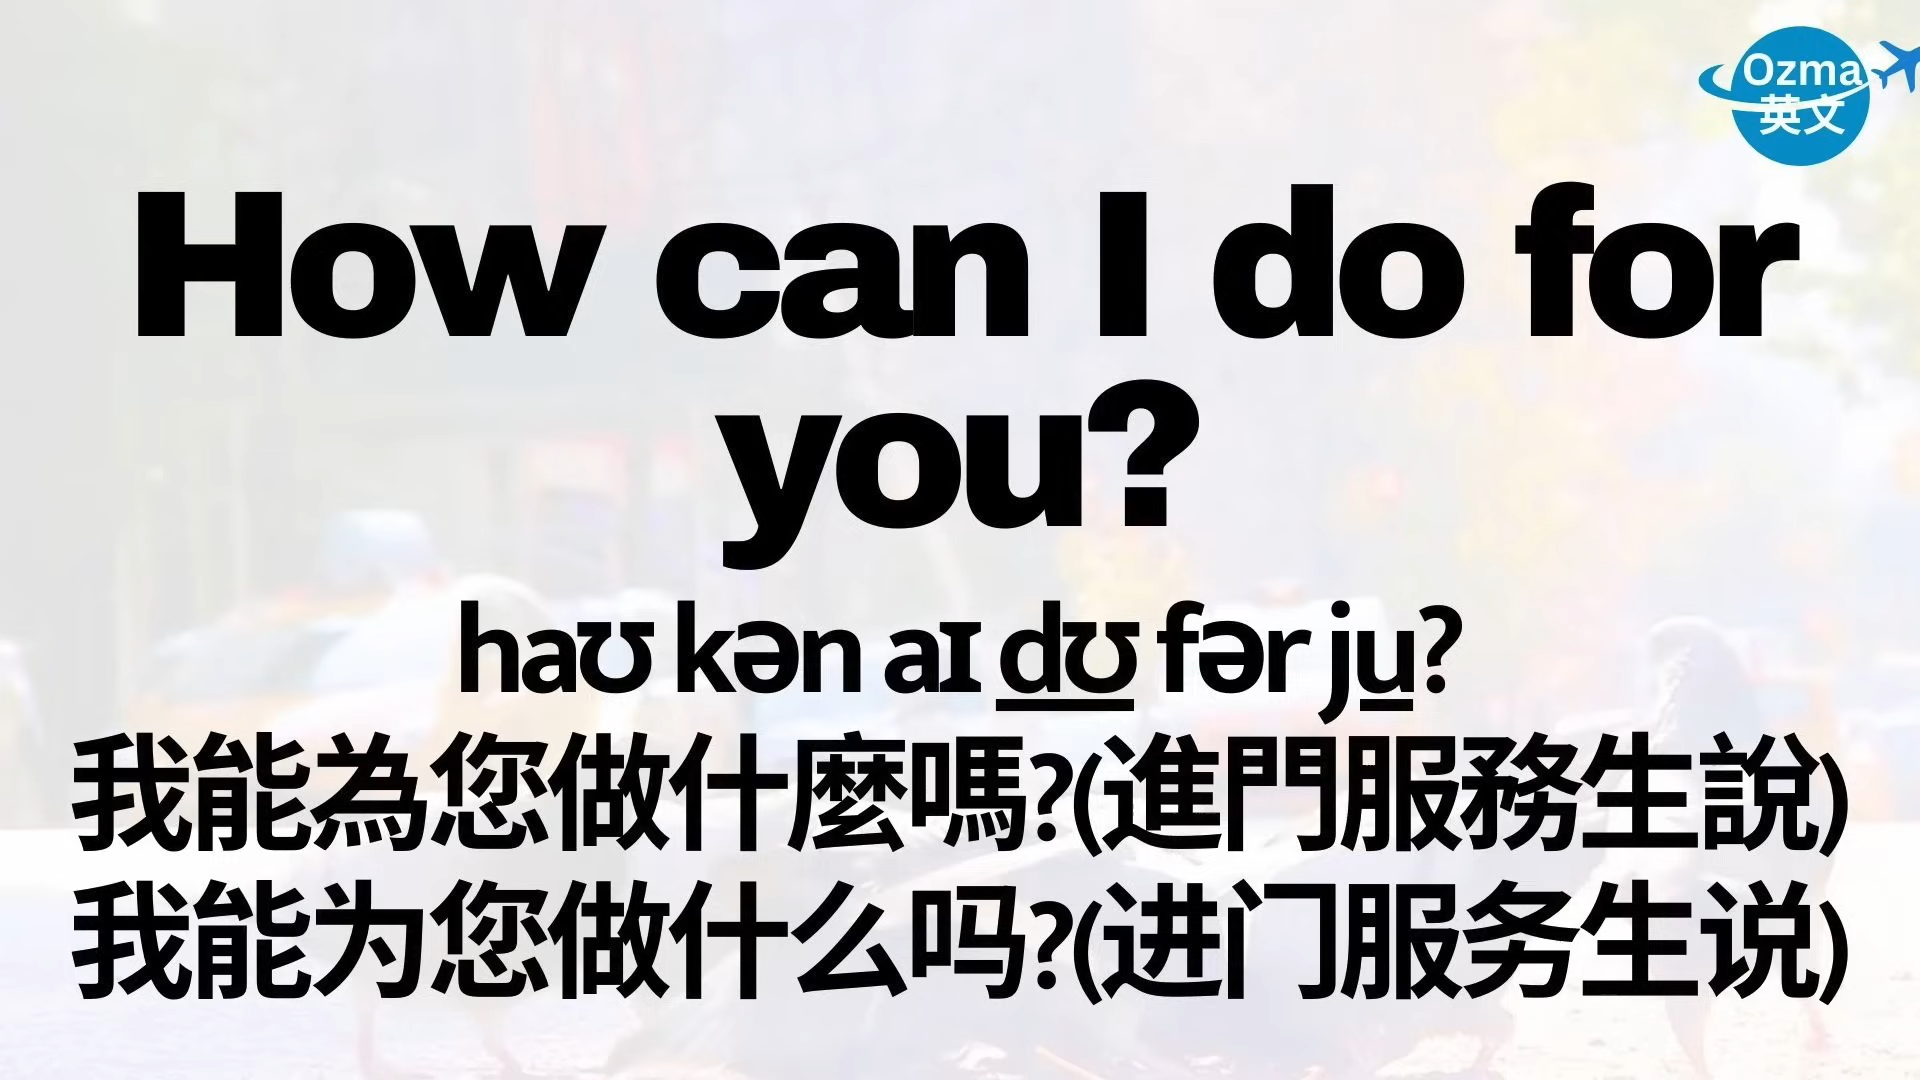 Ozma
英文
How can I do for
you?
haʊ kən aɪ dʊ fər ju?
我能為您做什麼嗎?(進門服務生說)
我能为您做什么吗?(进门服务生说)